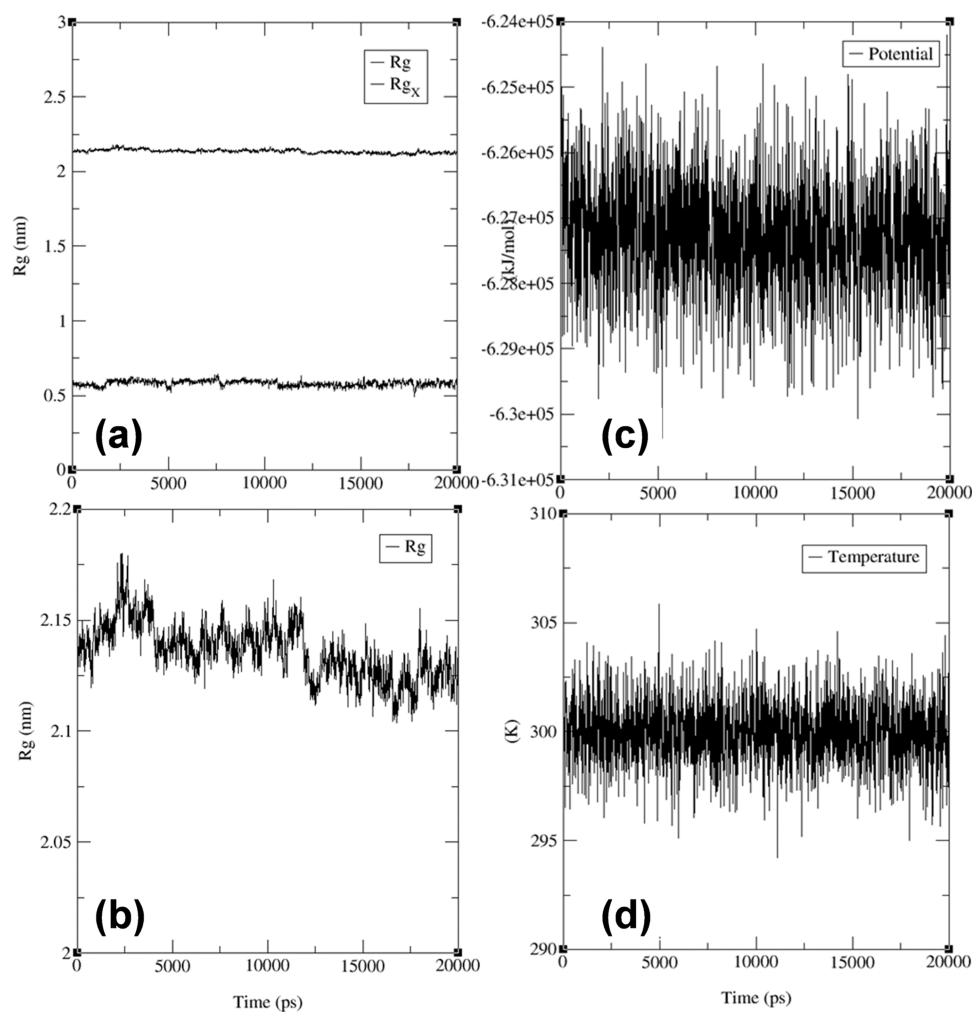 3
2.5
2
1.5
1
0.5
0
Rg (nm)
Rg
Rg_X
(a)
0 5000 10000 15000 20000
-6.24e+05
-6.25e+05
-6.26e+05
-6.27e+05
-6.28e+05
-6.29e+05
-6.3e+05
-6.31e+05
(kJ/mol)
Potential
(c)
0 5000 10000 15000 20000
2.2
2.15
2.1
2.05
2
Rg (nm)
Rg
(b)
0 5000 10000 15000 20000
Time (ps)
310
305
300
295
290
(K)
Temperature
(d)
0 5000 10000 15000 20000
Time (ps)